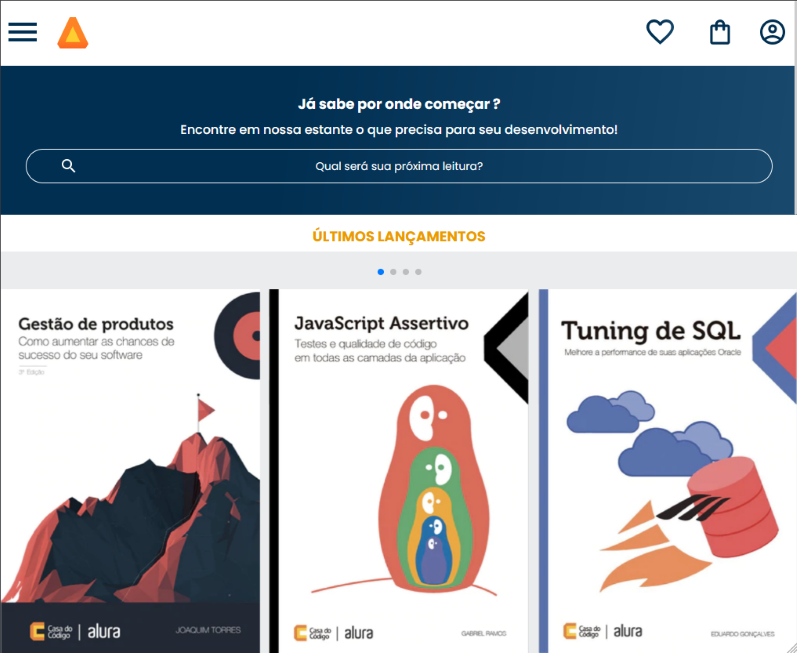 Já sabe por onde começar ?
Encontre em nossa estante o que precisa para seu desenvolvimento!
Qual será sua próxima leitura?
ÚLTIMOS LANÇAMENTOS
Gestão de produtos
Como aumentar as chances de
sucesso do seu software
3ª Edição
Casa do
Código
alura
JOAQUIM TORRES
JavaScript Assertivo
Testes e qualidade de código
em todas as camadas da aplicação
Casa do
Código
alura
GABRIEL RAMOS
Tuning de SQL
Melhore a performance de suas aplicações Oracle
Casa do
Código
alura
EDUARDO GONÇALVES